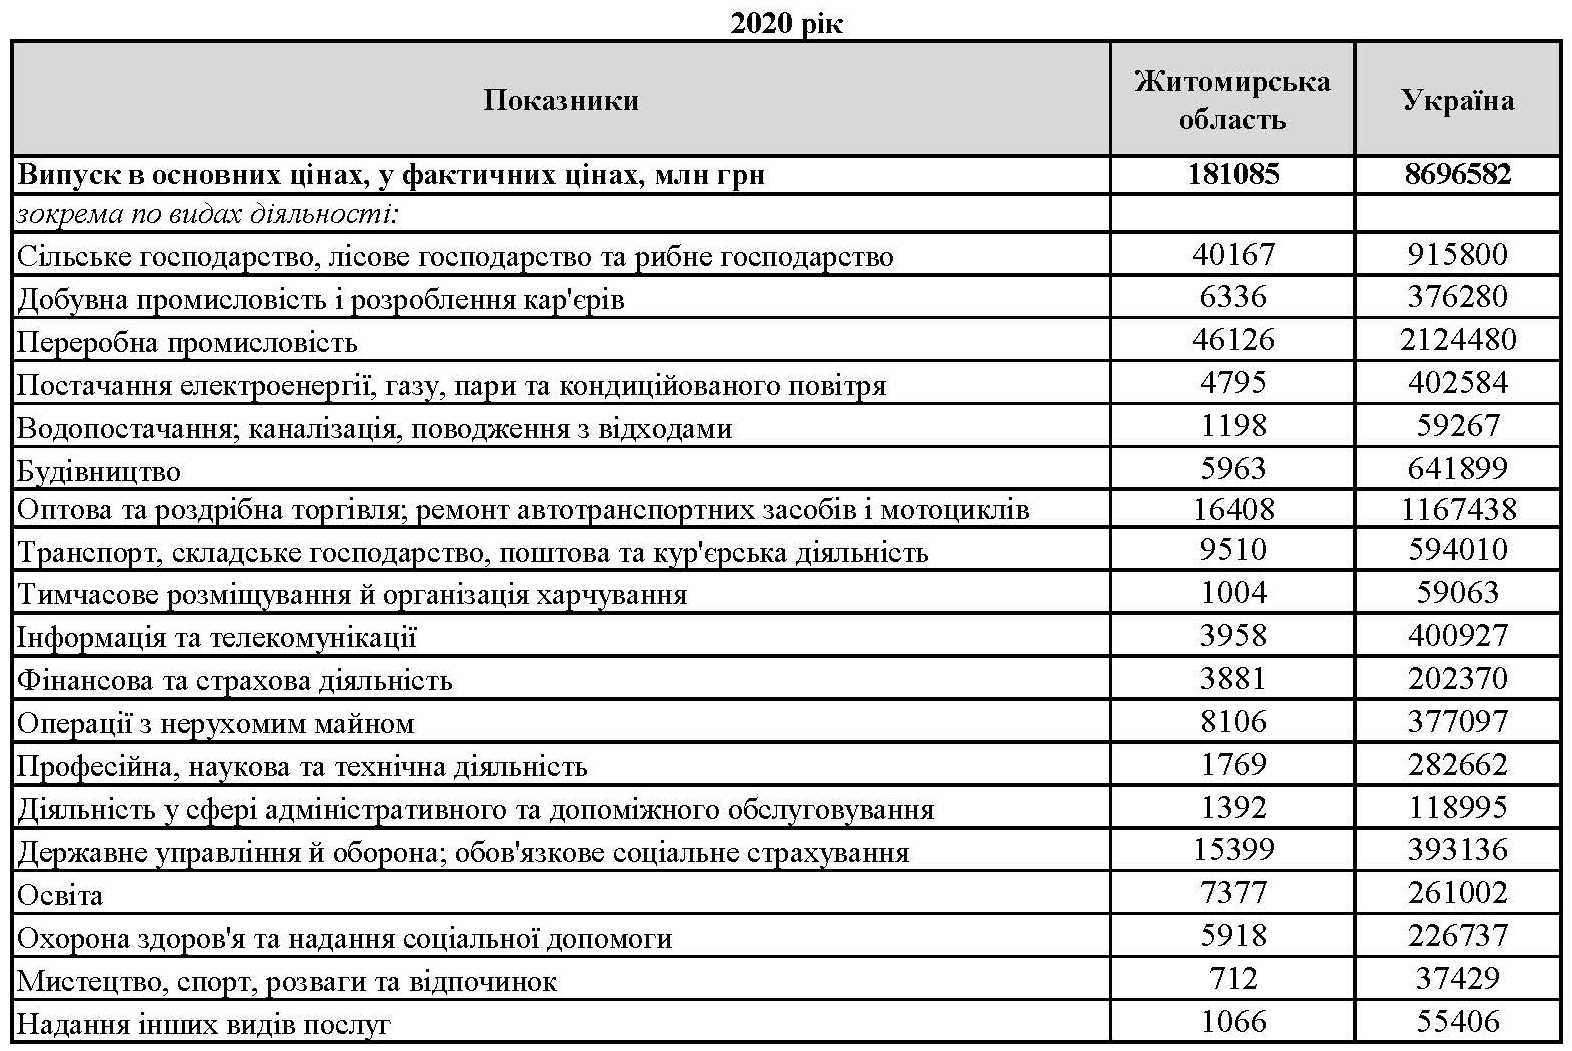 2020 рік
Показники Житомирська область Україна
Випуск в основних цінах, у фактичних цінах, млн грн 181085 8696582
зокрема по видах діяльності:
Сільське господарство, лісове господарство та рибне господарство 40167 915800
Добувна промисловість і розроблення кар'єрів 6336 376280
Переробна промисловість 46126 2124480
Постачання електроенергії, газу, пари та кондиційованого повітря 4795 402584
Водопостачання; каналізація, поводження з відходами 1198 59267
Будівництво 5963 641899
Оптова та роздрібна торгівля; ремонт автотранспортних засобів і мотоциклів 16408 1167438
Транспорт, складське господарство, поштова та кур'єрська діяльність 9510 594010
Тимчасове розміщування й організація харчування 1004 59063
Інформація та телекомунікації 3958 400927
Фінансова та страхова діяльність 3881 202370
Операції з нерухомим майном 8106 377097
Професійна, наукова та технічна діяльність 1769 282662
Діяльність у сфері адміністративного та допоміжного обслуговування 1392 118995
Державне управління й оборона; обов'язкове соціальне страхування 15399 393136
Освіта 7377 261002
Охорона здоров'я та надання соціальної допомоги 5918 226737
Мистецтво, спорт, розваги та відпочинок 712 37429
Надання інших видів послуг 1066 55406